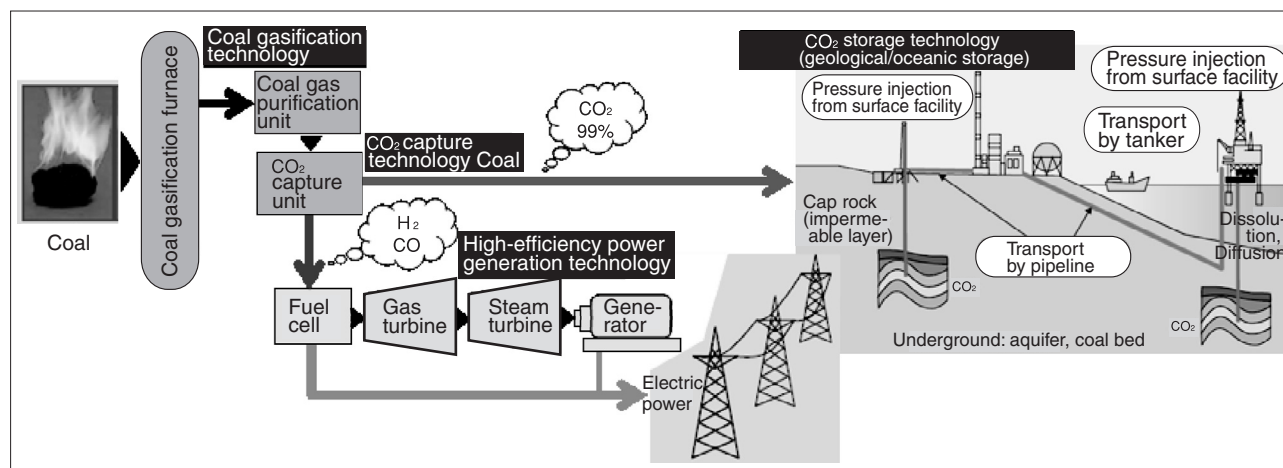 Coal
Coal gasification furnace
Coal gasification
technology
Coal gas
purification
unit
CO₂
capture
unit
CO₂ capture
technology Coal
CO₂
99%
H₂
CO
High-efficiency power
generation technology
Fuel
cell
Gas
turbine
Steam
turbine
Gene-
rator
Electric
power
CO₂ storage technology
(geological/oceanic storage)
Pressure injection
from surface facility
Pressure injection
from surface facility
Transport
by tanker
Cap rock
(imperme-
able layer)
Transport
by pipeline
Dissolu-
tion,
Diffusion
CO₂
CO₂
Underground: aquifer, coal bed